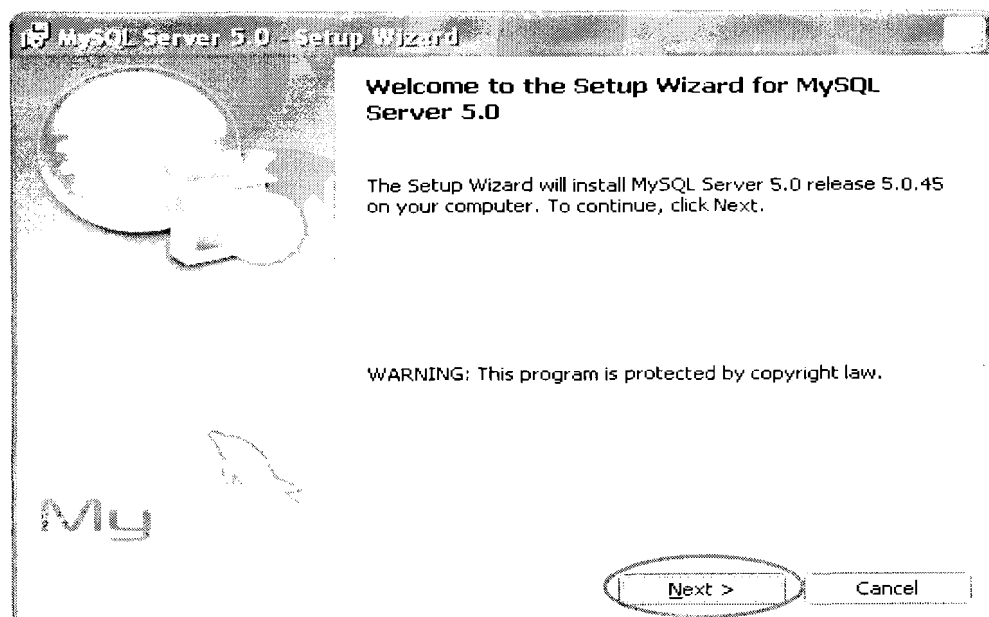 MySQL Server 5.0 - Setup Wizard
Welcome to the Setup Wizard for MySQL
Server 5.0
The Setup Wizard will install MySQL Server 5.0 release 5.0.45
on your computer. To continue, click Next.
WARNING: This program is protected by copyright law.
My
Next >
Cancel